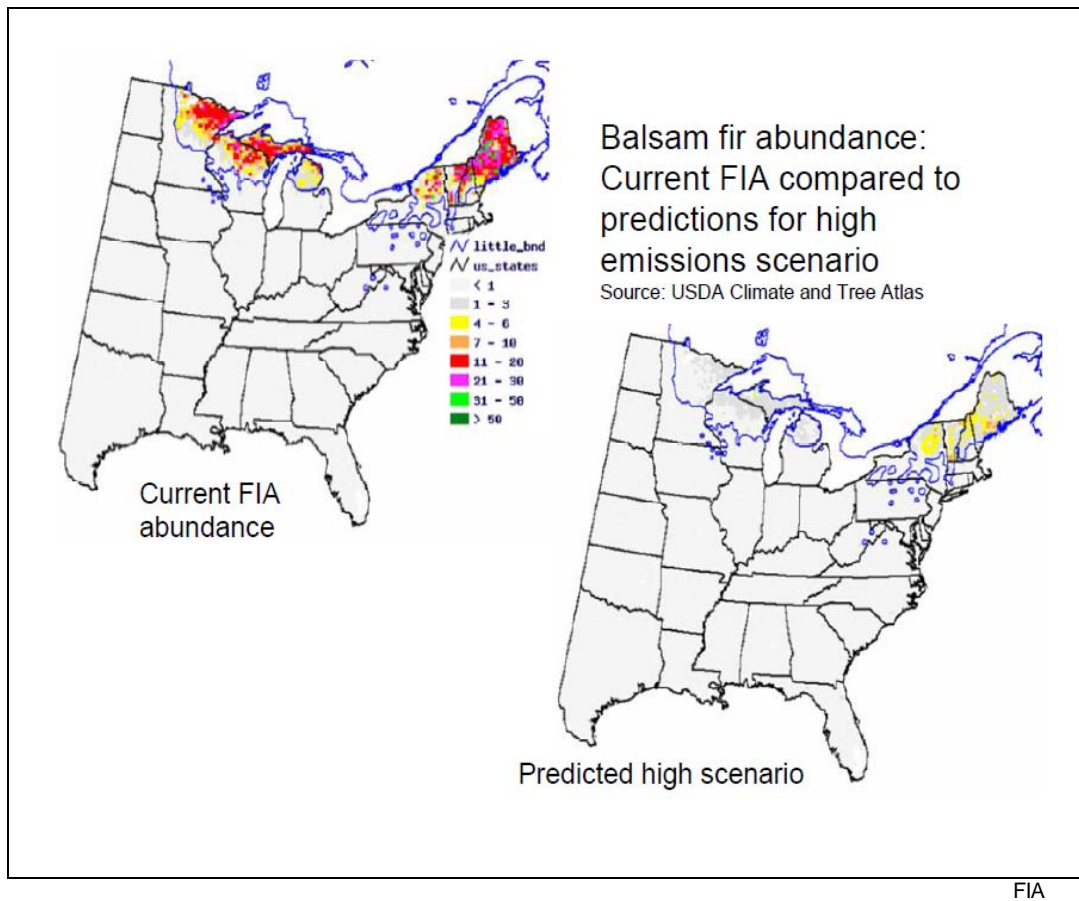 Balsam fir abundance:
Current FIA compared to
predictions for high
emissions scenario
Source: USDA Climate and Tree Atlas
little_bnd
us_states
< 1
1 - 3
4 - 6
7 - 10
11 - 20
21 - 30
31 - 50
> 50
Current FIA
abundance
Predicted high scenario
FIA